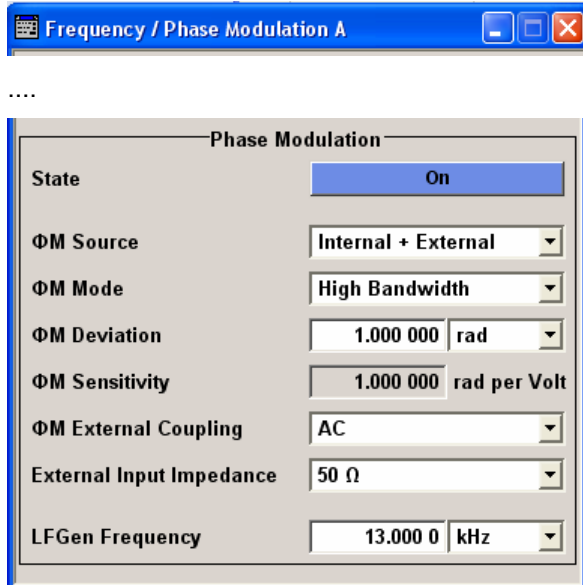 Frequency / Phase Modulation A
....
Phase Modulation
State On
ΦM Source Internal + External
ΦM Mode High Bandwidth
ΦM Deviation 1.000 000 rad
ΦM Sensitivity 1.000 000 rad per Volt
ΦM External Coupling AC
External Input Impedance 50 Ω
LFGen Frequency 13.000 0 kHz